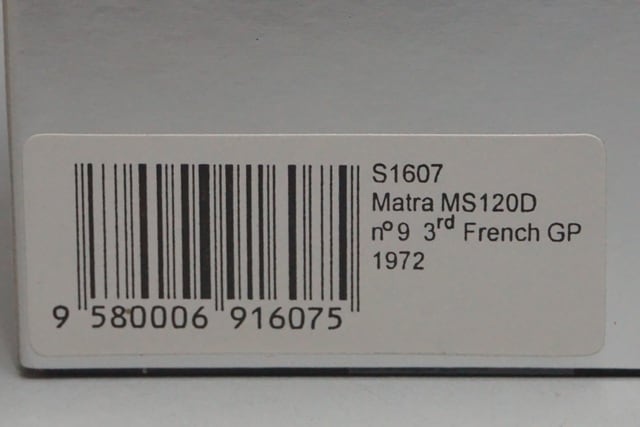 S1607
Matra MS120D
nº9 3rd French GP
1972
9 580006 916075